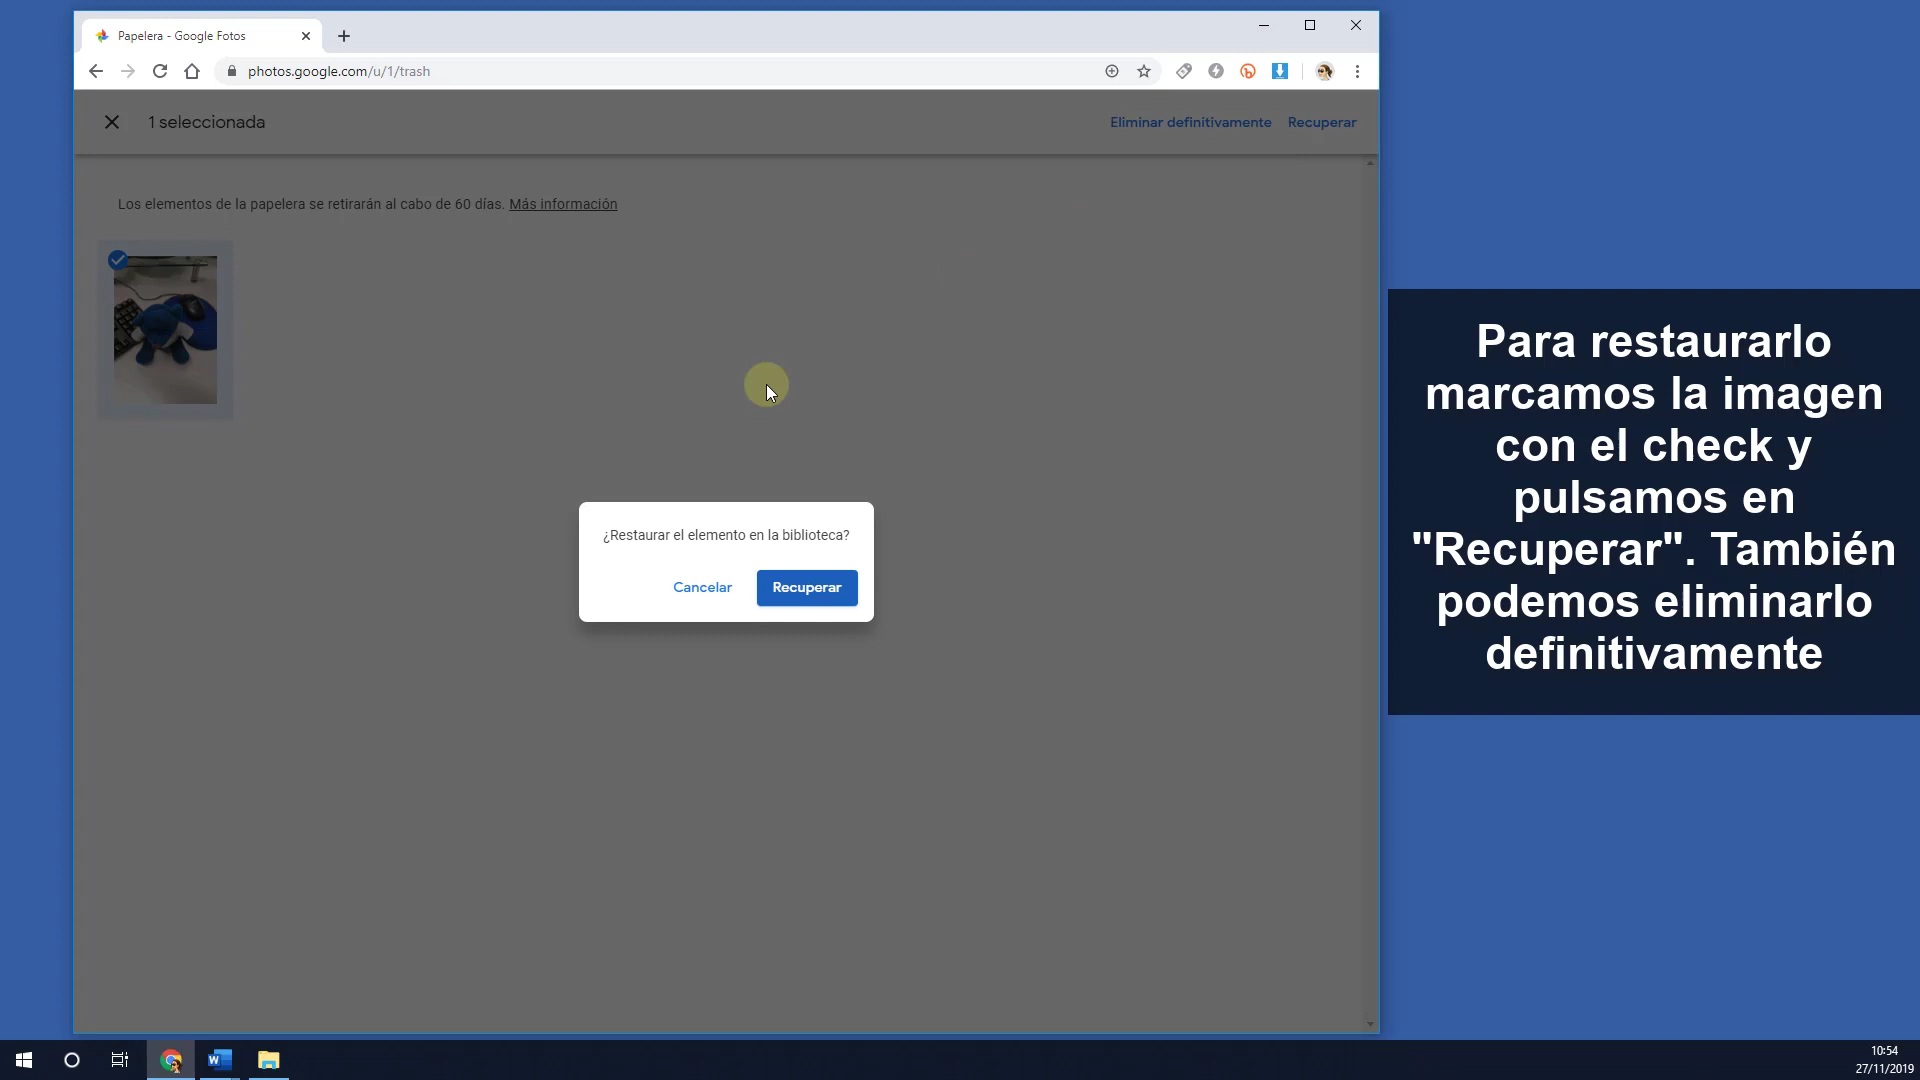 Papelera - Google Fotos
photos.google.com/u/1/trash
1 seleccionada
Eliminar definitivamente
Recuperar
Los elementos de la papelera se retirarán al cabo de 60 días. Más información
¿Restaurar el elemento en la biblioteca?
Cancelar
Recuperar
Para restaurarlo
marcamos la imagen
con el check y
pulsamos en
"Recuperar". También
podemos eliminarlo
definitivamente
10:54
27/11/2019